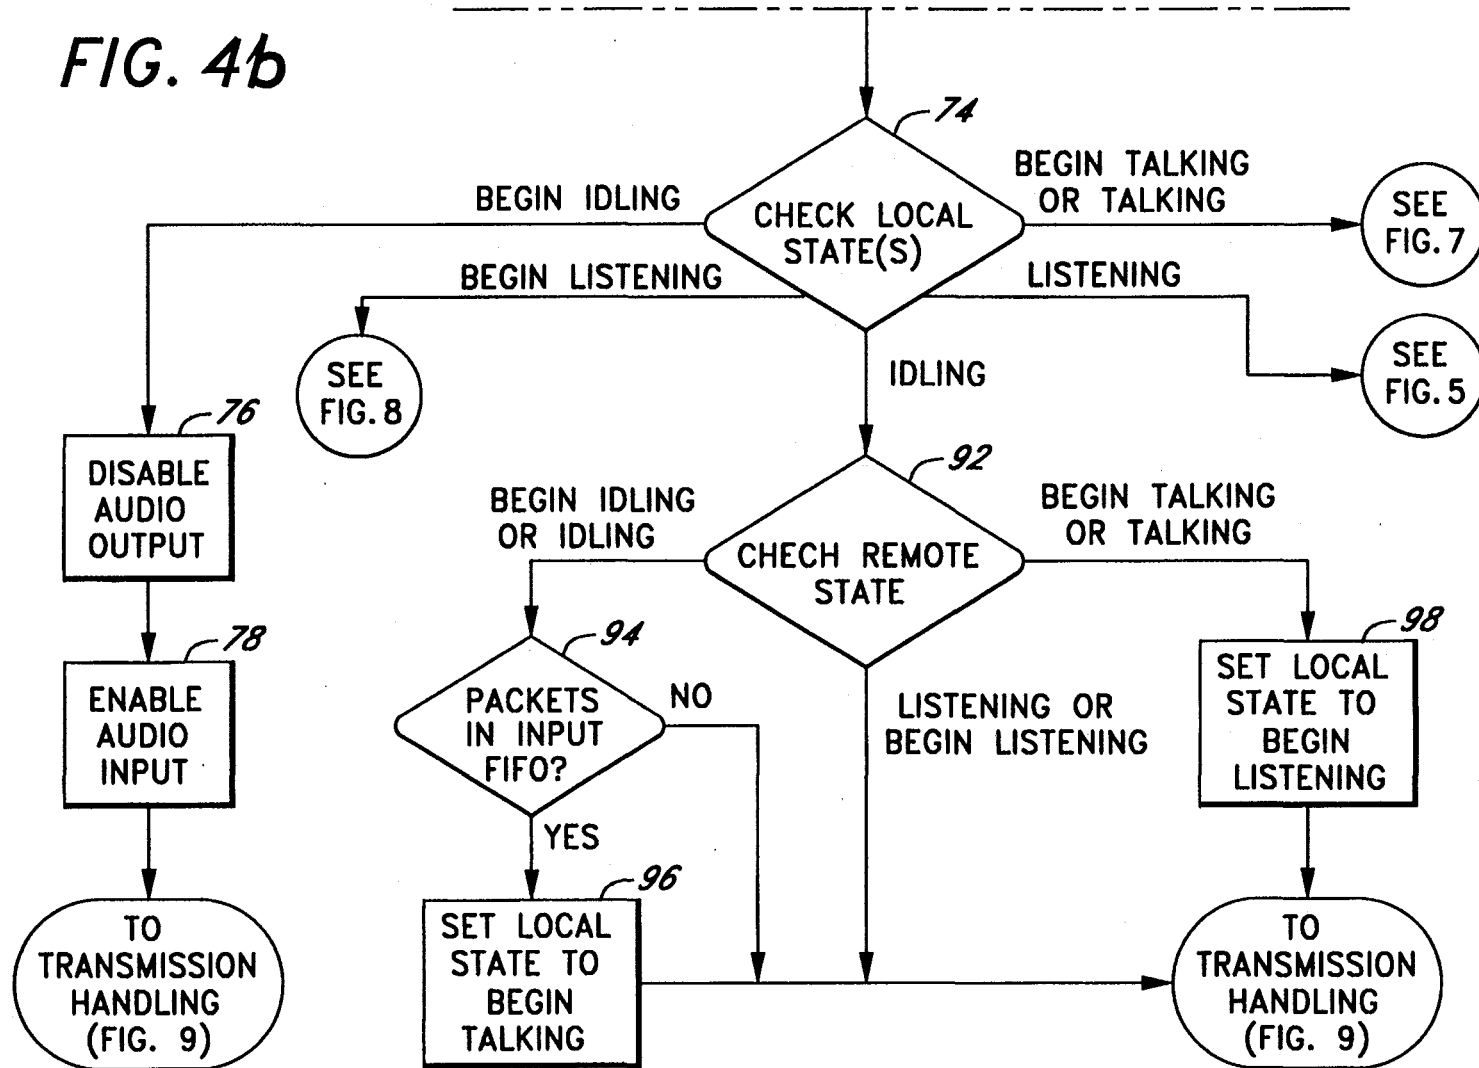 FIG. 4b
74
BEGIN IDLING
CHECK LOCAL
STATE(S)
BEGIN TALKING
OR TALKING
SEE
FIG. 7
BEGIN LISTENING
LISTENING
SEE
FIG. 8
IDLING
SEE
FIG. 5
76
DISABLE
AUDIO
OUTPUT
92
BEGIN IDLING
OR IDLING
CHECH REMOTE
STATE
BEGIN TALKING
OR TALKING
78
ENABLE
AUDIO
INPUT
94
PACKETS
IN INPUT
FIFO?
NO
YES
LISTENING OR
BEGIN LISTENING
98
SET LOCAL
STATE TO
BEGIN
LISTENING
TO
TRANSMISSION
HANDLING
(FIG. 9)
96
SET LOCAL
STATE TO
BEGIN
TALKING
TO
TRANSMISSION
HANDLING
(FIG. 9)